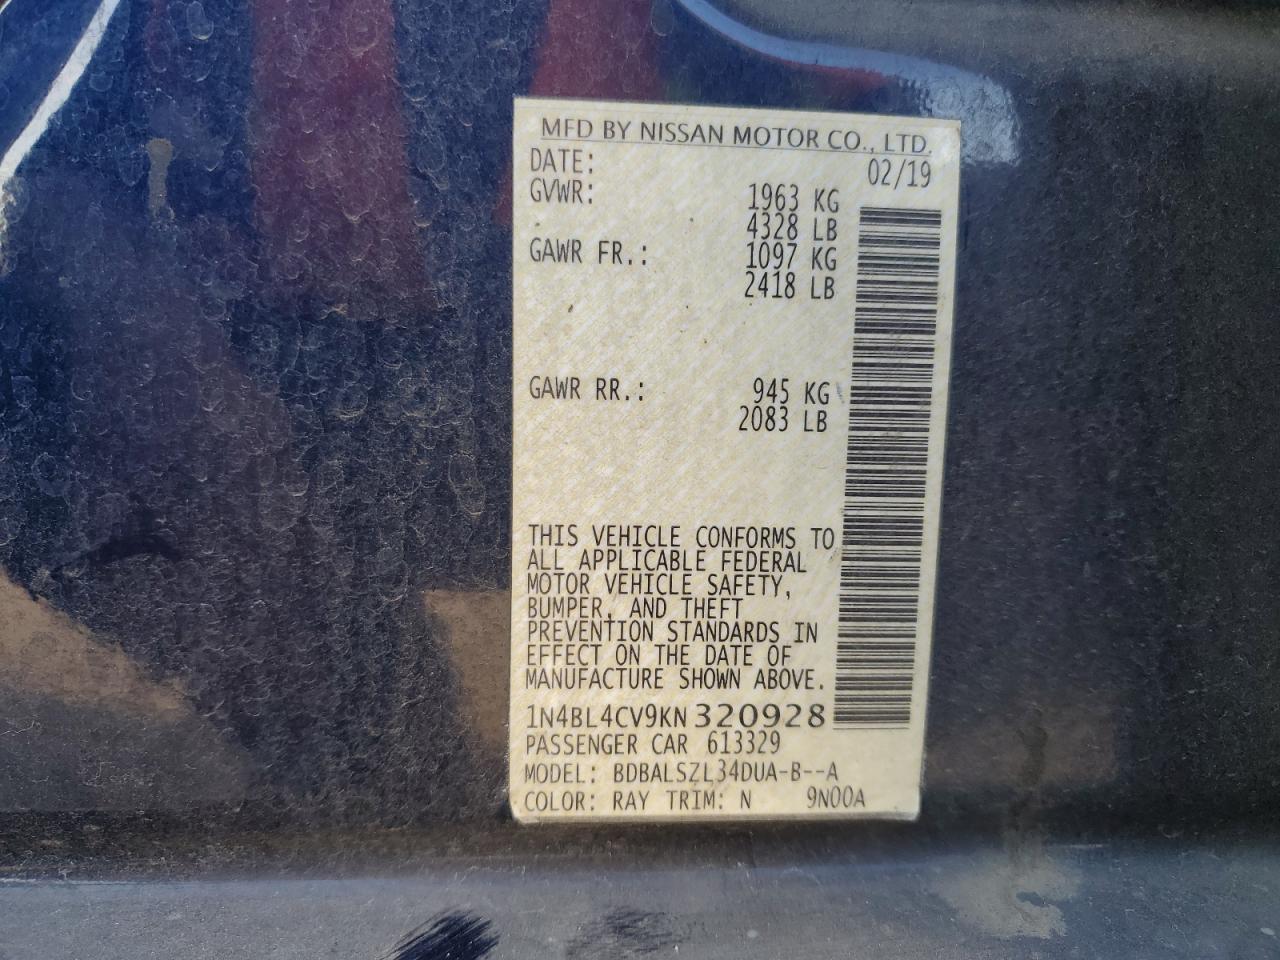 MFD BY NISSAN MOTOR CO., LTD.
DATE: 02/19
GVWR: 1963 KG
4328 LB
GAWR FR.: 1097 KG
2418 LB
GAWR RR.: 945 KG
2083 LB
THIS VEHICLE CONFORMS TO
ALL APPLICABLE FEDERAL
MOTOR VEHICLE SAFETY,
BUMPER, AND THEFT
PREVENTION STANDARDS IN
EFFECT ON THE DATE OF
MANUFACTURE SHOWN ABOVE.
1N4BL4CV9KN320928
PASSENGER CAR 613329
MODEL: BDBALSZL34DUA-B--A
COLOR: RAY TRIM: N 9N00A